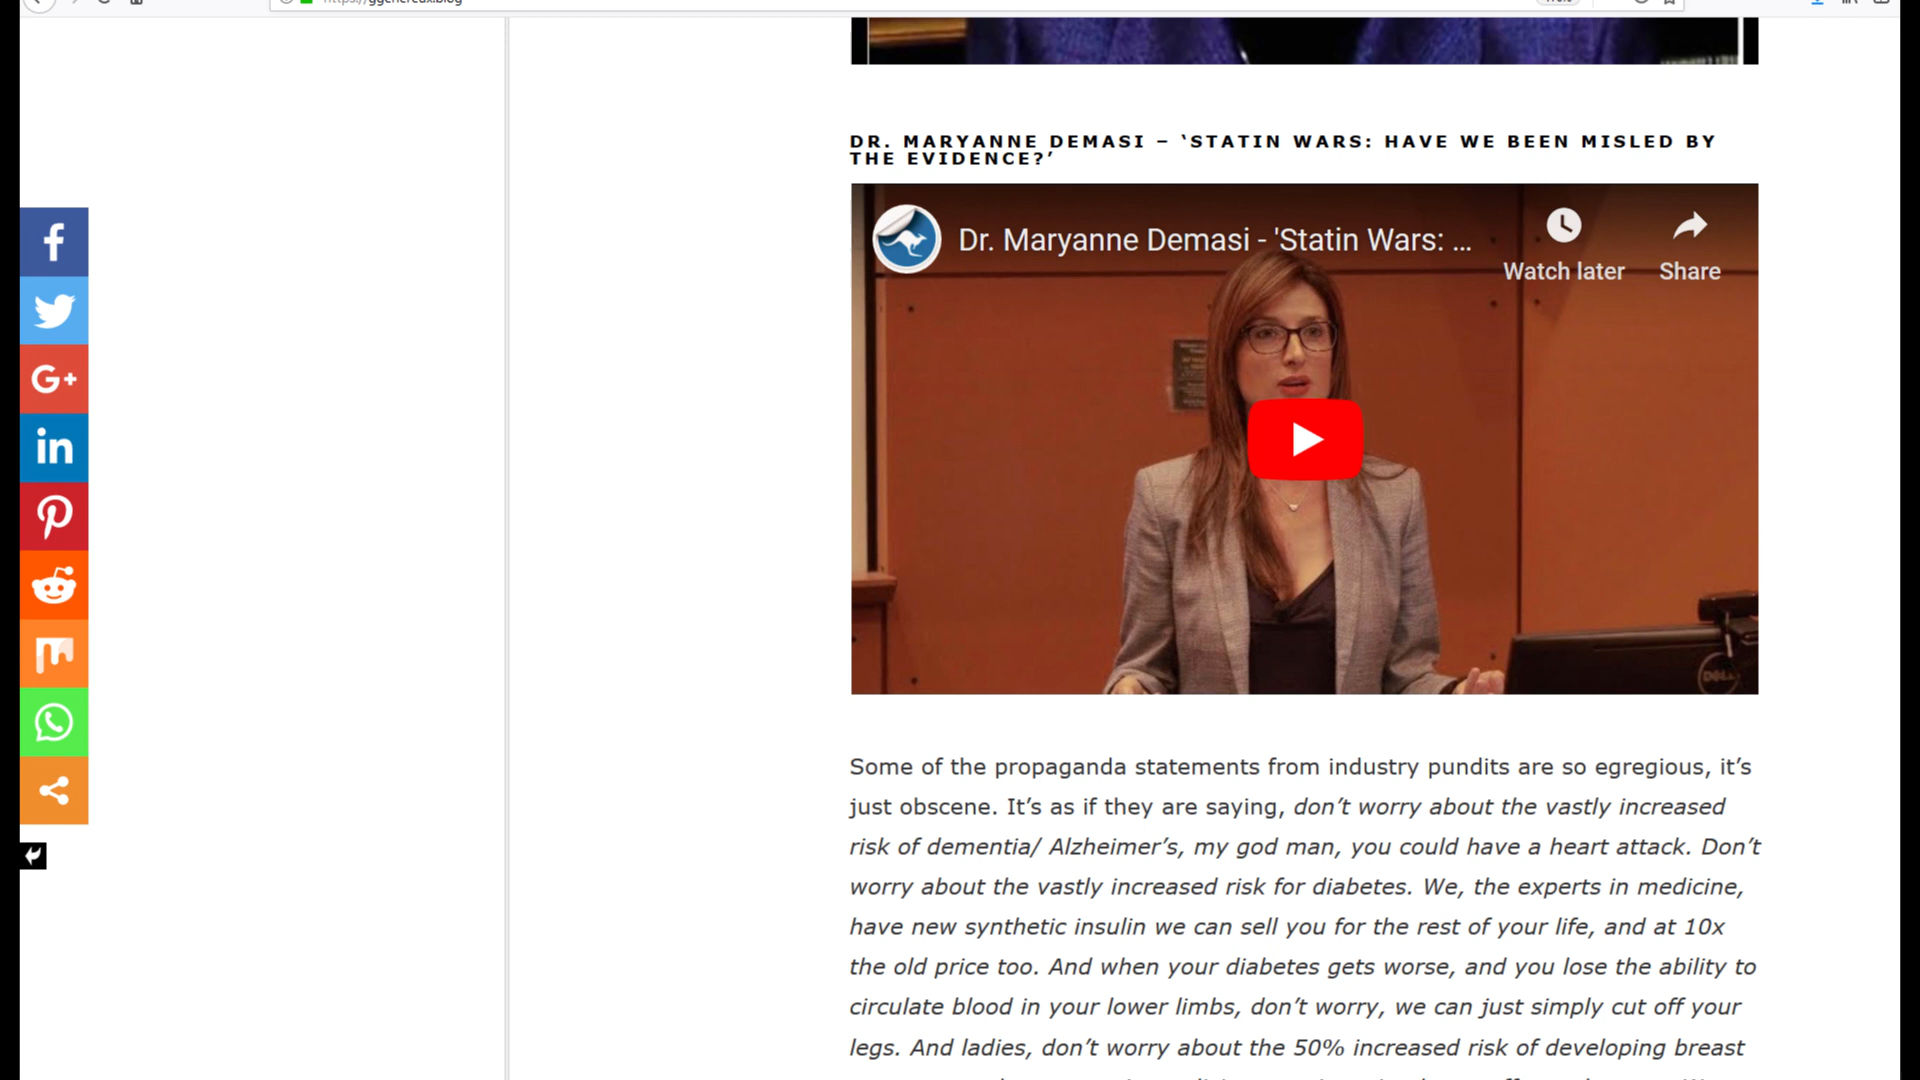 DR. MARYANNE DEMASI – ‘STATIN WARS: HAVE WE BEEN MISLED BY
THE EVIDENCE?’
Dr. Maryanne Demasi - 'Statin Wars: ...
Watch later
Share
G+
in
DELL
Some of the propaganda statements from industry pundits are so egregious, it’s
just obscene. It’s as if they are saying, don’t worry about the vastly increased
risk of dementia/ Alzheimer’s, my god man, you could have a heart attack. Don’t
worry about the vastly increased risk for diabetes. We, the experts in medicine,
have new synthetic insulin we can sell you for the rest of your life, and at 10x
the old price too. And when your diabetes gets worse, and you lose the ability to
circulate blood in your lower limbs, don’t worry, we can just simply cut off your
legs. And ladies, don’t worry about the 50% increased risk of developing breast